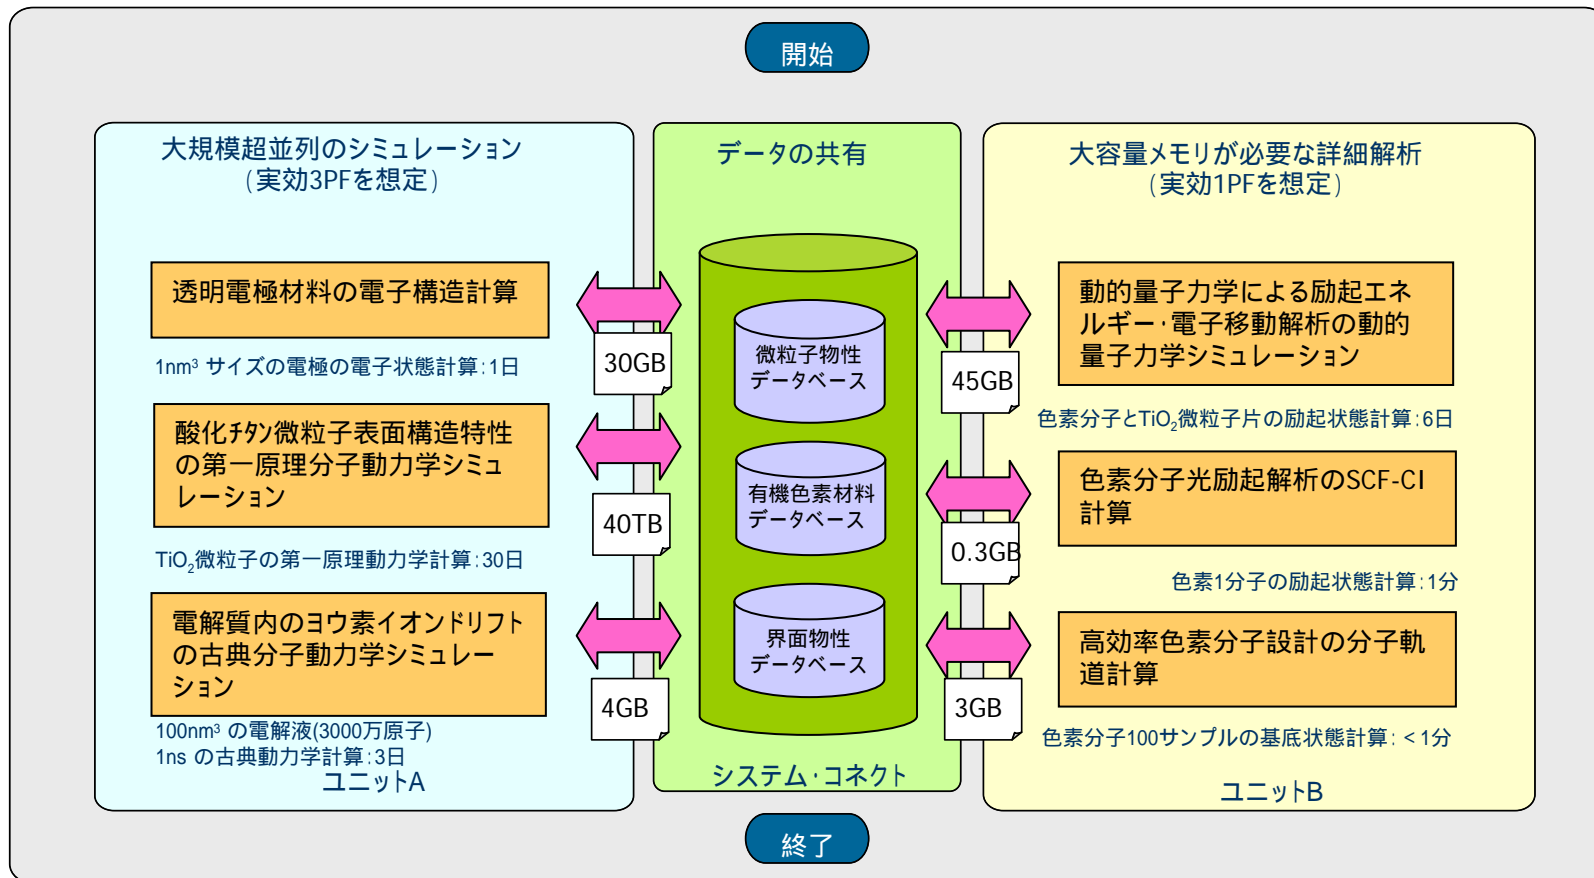 開始
大規模超並列のシミュレーション
(実効3PFを想定)
透明電極材料の電子構造計算
1nm³ サイズの電極の電子状態計算:1日
酸化チタン微粒子表面構造特性
の第一原理分子動力学シミュ
レーション
TiO₂微粒子の第一原理動力学計算:30日
電解質内のヨウ素イオンドリフト
の古典分子動力学シミュレー
ション
100nm³ の電解液(3000万原子)
1ns の古典動力学計算:3日
ユニットA
30GB
40TB
4GB
データの共有
微粒子物性
データベース
有機色素材料
データベース
界面物性
データベース
システム・コネクト
45GB
0.3GB
3GB
大容量メモリが必要な詳細解析
(実効1PFを想定)
動的量子力学による励起エネ
ルギー・電子移動解析の動的
量子力学シミュレーション
色素分子とTiO₂微粒子片の励起状態計算:6日
色素分子光励起解析のSCF-CI
計算
色素1分子の励起状態計算:1分
高効率色素分子設計の分子軌
道計算
色素分子100サンプルの基底状態計算:<1分
ユニットB
終了